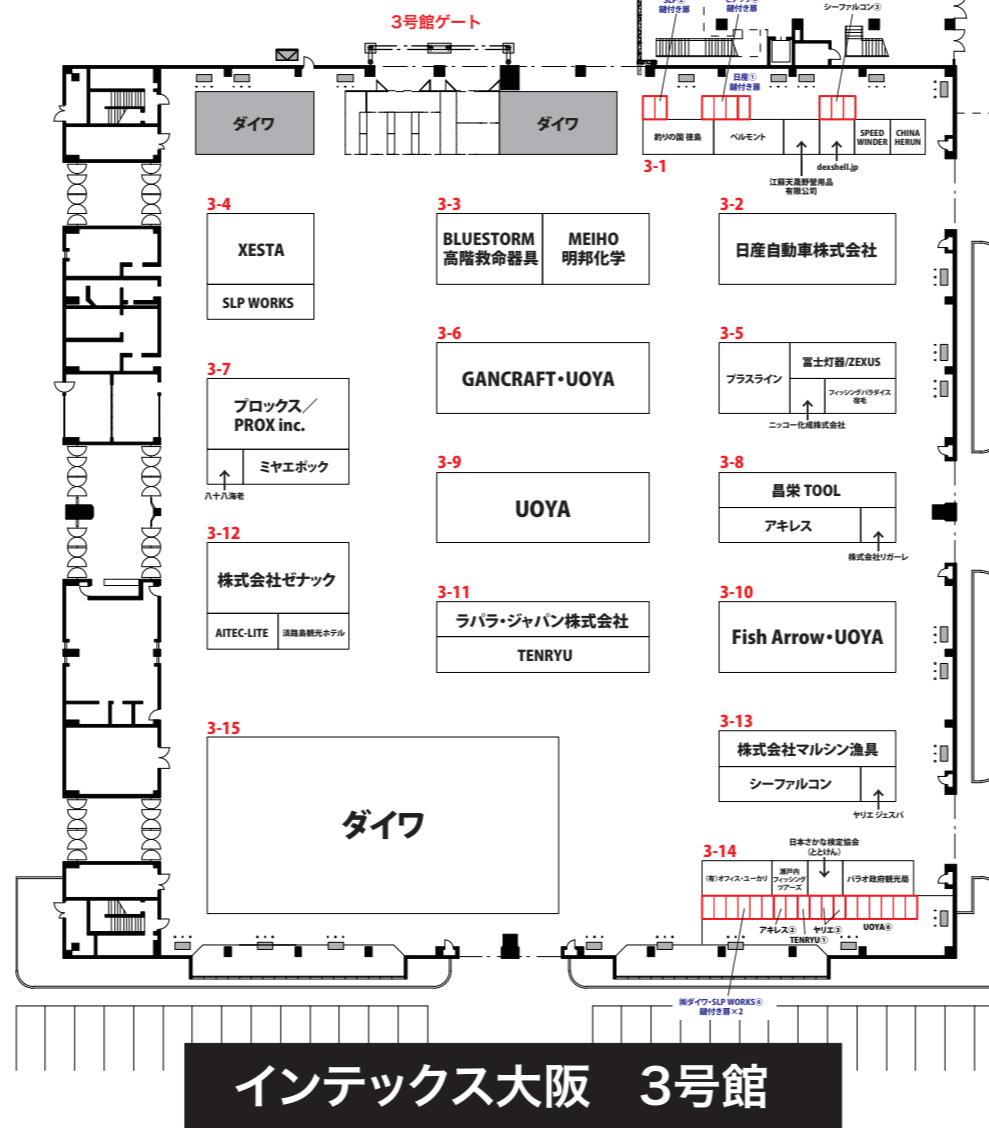 鍵付き扉
鍵付き扉
シーファルコン③
3号館ゲート
日産①
鍵付き扉
ダイワ
ダイワ
釣りの国 徳島
ベルモント
SPEED
WINDER
CHINA
HERUN
3-1
dexshell.jp
江蘇天晟野營用品
有限公司
3-4
XESTA
SLP WORKS
3-3
BLUESTORM
高階救命器具
MEIHO
明邦化学
3-2
日産自動車株式会社
3-6
GANCRAFT・UOYA
3-5
プラスライン
冨士灯器/ZEXUS
フィッシングパラダイス
宿毛
ニッコー化成株式会社
3-7
プロックス／
PROX inc.
ミヤエポック
八十八海老
3-9
UOYA
3-8
昌栄 TOOL
アキレス
株式会社リガーレ
3-12
株式会社ゼナック
AITEC-LITE
淡路島観光ホテル
3-11
ラパラ・ジャパン株式会社
TENRYU
3-10
Fish Arrow・UOYA
3-15
ダイワ
3-13
株式会社マルシン漁具
シーファルコン
ヤリエ ジェスパ
日本さかな検定協会
(ととけん)
3-14
(有)オフィス・ユーカリ
瀬戸内
フィッシング
ツアーズ
パラオ政府観光局
アキレス②
TENRYU①
ヤリエ③
UOYA⑥
㈱ダイワ・SLP WORKS⑥
鍵付き扉×2
インテックス大阪　3号館